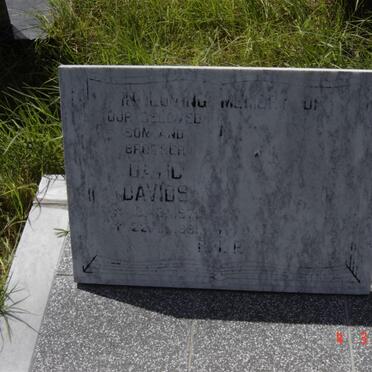 IN LOVING MEMORY OF
OUR BELOVED
SON AND
BROTHER
DAVID
DAVIDS
R.I.P.